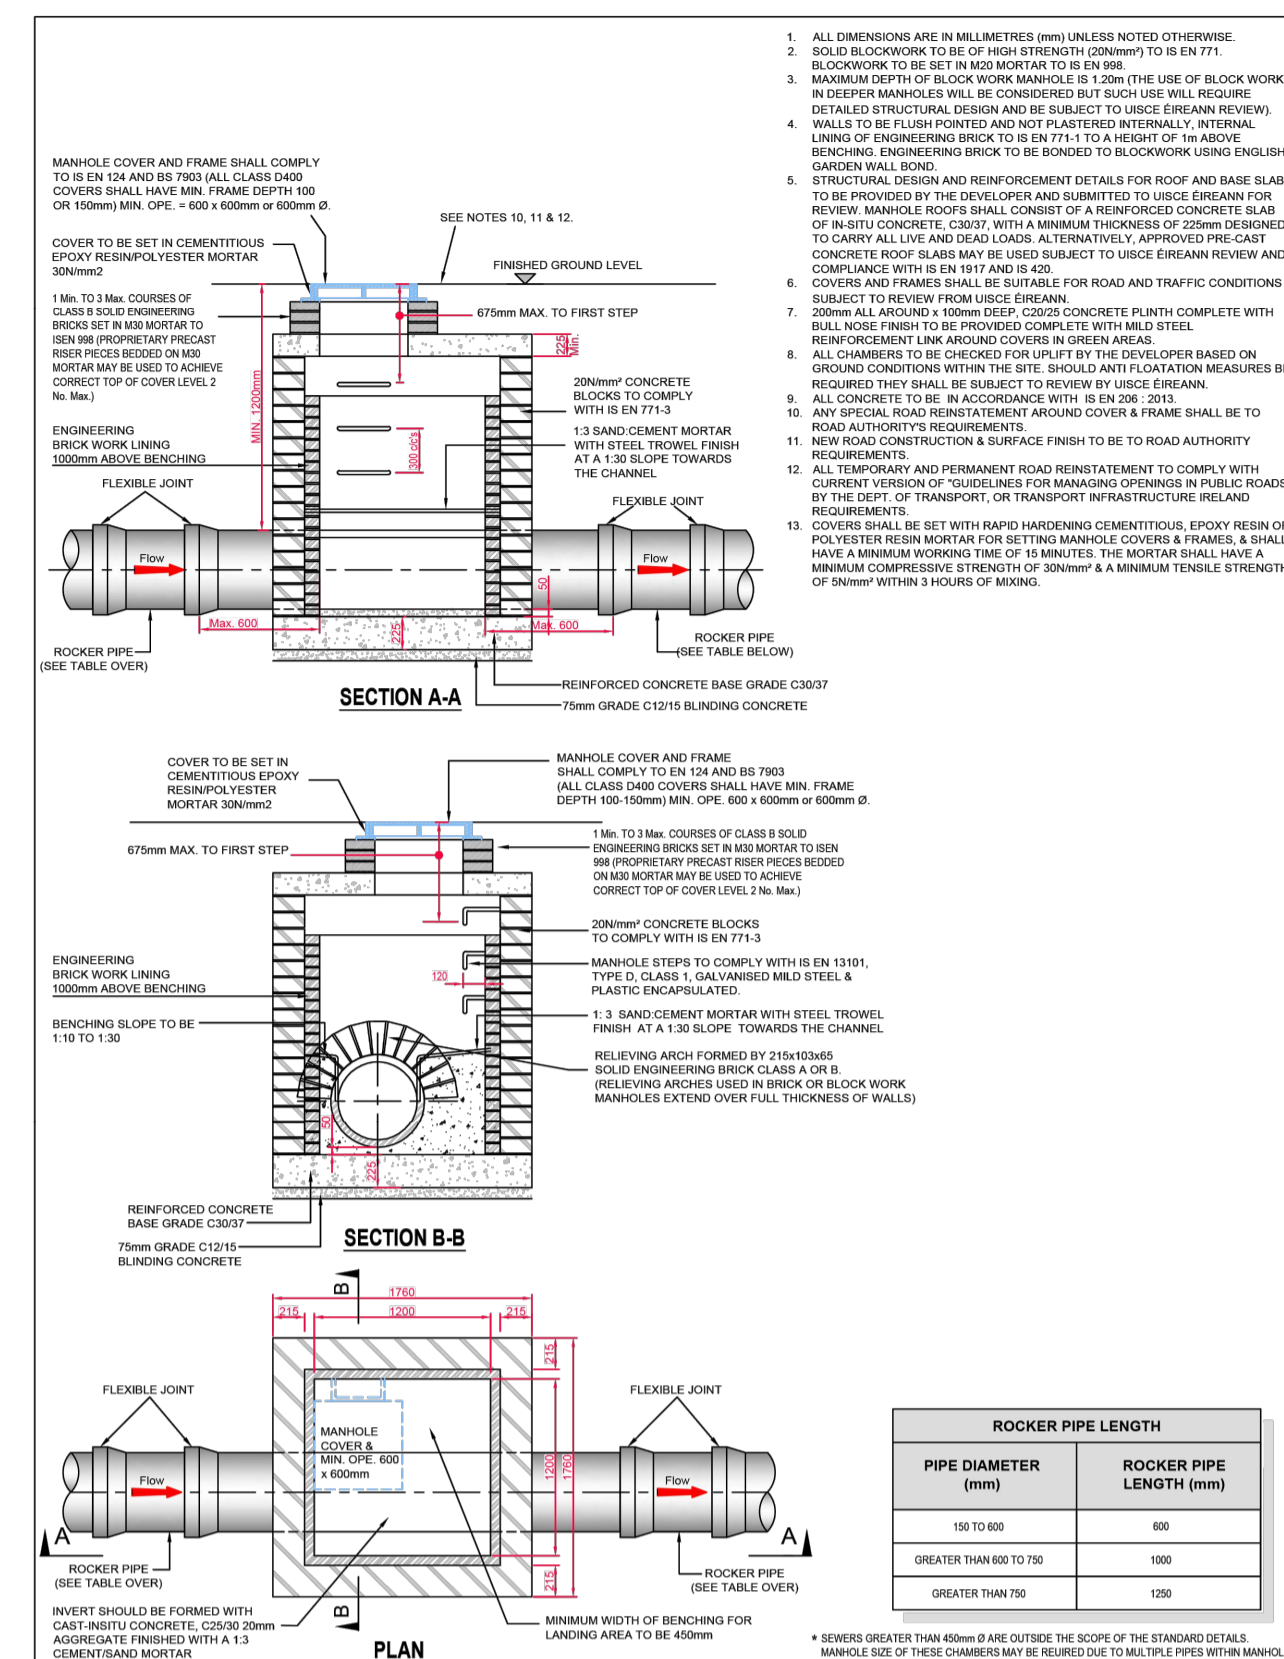 1. ALL DIMENSIONS ARE IN MILLIMETRES (mm) UNLESS NOTED OTHERWISE.
2. SOLID BLOCKWORK TO BE OF HIGH STRENGTH (20N/mm²) TO IS EN 771.
BLOCKWORK TO BE SET IN M20 MORTAR TO IS EN 998.
3. MAXIMUM DEPTH OF BLOCK WORK MANHOLE IS 1.20m (THE USE OF BLOCK WORK
IN DEEPER MANHOLES WILL BE CONSIDERED BUT SUCH USE WILL REQUIRE
DETAILED STRUCTURAL DESIGN AND BE SUBJECT TO UISCE ÉIREANN REVIEW).
4. WALLS TO BE FLUSH POINTED AND NOT PLASTERED INTERNALLY, INTERNAL
LINING OF ENGINEERING BRICK TO IS EN 771-1 TO A HEIGHT OF 1m ABOVE
BENCHING. ENGINEERING BRICK TO BE BONDED TO BLOCKWORK USING ENGLISH
GARDEN WALL BOND.
5. STRUCTURAL DESIGN AND REINFORCEMENT DETAILS FOR ROOF AND BASE SLAB
TO BE PROVIDED BY THE DEVELOPER AND SUBMITTED TO UISCE ÉIREANN FOR
REVIEW. MANHOLE ROOFS SHALL CONSIST OF A REINFORCED CONCRETE SLAB
OF IN-SITU CONCRETE, C30/37, WITH A MINIMUM THICKNESS OF 225mm DESIGNED
TO CARRY ALL LIVE AND DEAD LOADS. ALTERNATIVELY, APPROVED PRE-CAST
CONCRETE ROOF SLABS MAY BE USED SUBJECT TO UISCE ÉIREANN REVIEW AND
COMPLIANCE WITH IS EN 1917 AND IS 420.
6. COVERS AND FRAMES SHALL BE SUITABLE FOR ROAD AND TRAFFIC CONDITIONS
SUBJECT TO REVIEW FROM UISCE ÉIREANN.
7. 200mm ALL AROUND x 100mm DEEP, C20/25 CONCRETE PLINTH COMPLETE WITH
BULL NOSE FINISH TO BE PROVIDED COMPLETE WITH MILD STEEL
REINFORCEMENT LINK AROUND COVERS IN GREEN AREAS.
8. ALL CHAMBERS TO BE CHECKED FOR UPLIFT BY THE DEVELOPER BASED ON
GROUND CONDITIONS WITHIN THE SITE. SHOULD ANTI FLOATATION MEASURES BE
REQUIRED THEY SHALL BE SUBJECT TO REVIEW BY UISCE ÉIREANN.
9. ALL CONCRETE TO BE IN ACCORDANCE WITH IS EN 206 : 2013.
10. ANY SPECIAL ROAD REINSTATEMENT AROUND COVER & FRAME SHALL BE TO
ROAD AUTHORITY'S REQUIREMENTS.
11. NEW ROAD CONSTRUCTION & SURFACE FINISH TO BE TO ROAD AUTHORITY
REQUIREMENTS.
12. ALL TEMPORARY AND PERMANENT ROAD REINSTATEMENT TO COMPLY WITH
CURRENT VERSION OF "GUIDELINES FOR MANAGING OPENINGS IN PUBLIC ROADS
BY THE DEPT. OF TRANSPORT, OR TRANSPORT INFRASTRUCTURE IRELAND
REQUIREMENTS.
13. COVERS SHALL BE SET WITH RAPID HARDENING CEMENTITIOUS, EPOXY RESIN OR
POLYESTER RESIN MORTAR FOR SETTING MANHOLE COVERS & FRAMES, & SHALL
HAVE A MINIMUM WORKING TIME OF 15 MINUTES. THE MORTAR SHALL HAVE A
MINIMUM COMPRESSIVE STRENGTH OF 30N/mm² & A MINIMUM TENSILE STRENGTH
OF 5N/mm² WITHIN 3 HOURS OF MIXING.
MANHOLE COVER AND FRAME SHALL COMPLY
TO IS EN 124 AND BS 7903 (ALL CLASS D400
COVERS SHALL HAVE MIN. FRAME DEPTH 100
OR 150mm) MIN. OPE. = 600 x 600mm or 600mm Ø.
COVER TO BE SET IN CEMENTITIOUS
EPOXY RESIN/POLYESTER MORTAR
30N/mm2
1 Min. TO 3 Max. COURSES OF
CLASS B SOLID ENGINEERING
BRICKS SET IN M30 MORTAR TO
ISEN 998 (PROPRIETARY PRECAST
RISER PIECES BEDDED ON M30
MORTAR MAY BE USED TO ACHIEVE
CORRECT TOP OF COVER LEVEL 2
No. Max.)
ENGINEERING
BRICK WORK LINING
1000mm ABOVE BENCHING
FLEXIBLE JOINT
SEE NOTES 10, 11 & 12.
FINISHED GROUND LEVEL
675mm MAX. TO FIRST STEP
225
Min.
MIN. 1200mm
20N/mm² CONCRETE
BLOCKS TO COMPLY
WITH IS EN 771-3
1:3 SAND:CEMENT MORTAR
WITH STEEL TROWEL FINISH
AT A 1:30 SLOPE TOWARDS
THE CHANNEL
300 c/c's
FLEXIBLE JOINT
Flow
Flow
50
Max. 600
225
Max. 600
ROCKER PIPE
(SEE TABLE OVER)
ROCKER PIPE
(SEE TABLE BELOW)
REINFORCED CONCRETE BASE GRADE C30/37
75mm GRADE C12/15 BLINDING CONCRETE
SECTION A-A
COVER TO BE SET IN
CEMENTITIOUS EPOXY
RESIN/POLYESTER
MORTAR 30N/mm2
MANHOLE COVER AND FRAME
SHALL COMPLY TO EN 124 AND BS 7903
(ALL CLASS D400 COVERS SHALL HAVE MIN. FRAME
DEPTH 100-150mm) MIN. OPE. 600 x 600mm or 600mm Ø.
675mm MAX. TO FIRST STEP
1 Min. TO 3 Max. COURSES OF CLASS B SOLID
ENGINEERING BRICKS SET IN M30 MORTAR TO ISEN
998 (PROPRIETARY PRECAST RISER PIECES BEDDED
ON M30 MORTAR MAY BE USED TO ACHIEVE
CORRECT TOP OF COVER LEVEL 2 No. Max.)
20N/mm² CONCRETE BLOCKS
TO COMPLY WITH IS EN 771-3
ENGINEERING
BRICK WORK LINING
1000mm ABOVE BENCHING
120
MANHOLE STEPS TO COMPLY WITH IS EN 13101,
TYPE D, CLASS 1, GALVANISED MILD STEEL &
PLASTIC ENCAPSULATED.
BENCHING SLOPE TO BE
1:10 TO 1:30
1: 3 SAND:CEMENT MORTAR WITH STEEL TROWEL
FINISH AT A 1:30 SLOPE TOWARDS THE CHANNEL
RELIEVING ARCH FORMED BY 215x103x65
SOLID ENGINEERING BRICK CLASS A OR B.
(RELIEVING ARCHES USED IN BRICK OR BLOCK WORK
MANHOLES EXTEND OVER FULL THICKNESS OF WALLS)
50
225
REINFORCED CONCRETE
BASE GRADE C30/37
75mm GRADE C12/15
BLINDING CONCRETE
SECTION B-B
B
1760
215
1200
215
215
FLEXIBLE JOINT
FLEXIBLE JOINT
MANHOLE
COVER &
MIN. OPE. 600
x 600mm
1200
1760
Flow
Flow
A
A
ROCKER PIPE
(SEE TABLE OVER)
ROCKER PIPE
(SEE TABLE OVER)
215
B
INVERT SHOULD BE FORMED WITH
CAST-INSITU CONCRETE, C25/30 20mm
AGGREGATE FINISHED WITH A 1:3
CEMENT/SAND MORTAR
MINIMUM WIDTH OF BENCHING FOR
LANDING AREA TO BE 450mm
PLAN
ROCKER PIPE LENGTH
PIPE DIAMETER
(mm)
ROCKER PIPE
LENGTH (mm)
150 TO 600
600
GREATER THAN 600 TO 750
1000
GREATER THAN 750
1250
* SEWERS GREATER THAN 450mm Ø ARE OUTSIDE THE SCOPE OF THE STANDARD DETAILS.
MANHOLE SIZE OF THESE CHAMBERS MAY BE REUIRED DUE TO MULTIPLE PIPES WITHIN MANHOL